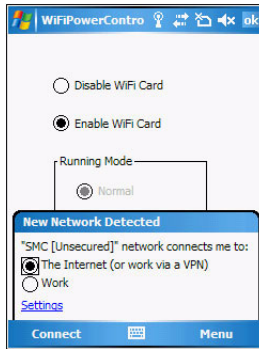 WiFiPowerContro
ok
Disable WiFi Card
Enable WiFi Card
Running Mode
Normal
New Network Detected
"SMC [Unsecured]" network connects me to:
The Internet (or work via a VPN)
Work
Settings
Connect
Menu